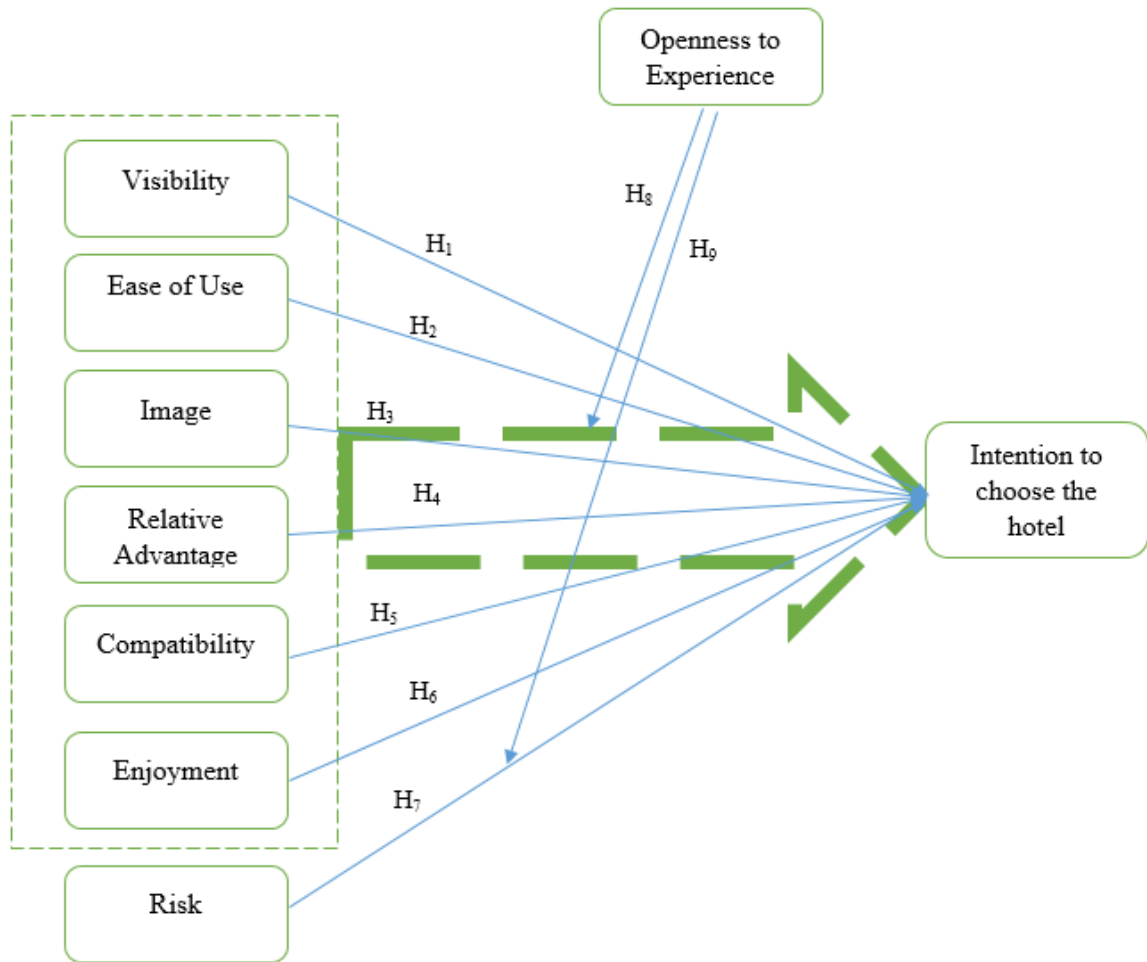 Openness to
Experience
Visibility
H₈
H₁
H₉
Ease of Use
H₂
Image
H₃
Intention to
choose the
hotel
Relative
Advantage
H₄
Compatibility
H₅
H₆
Enjoyment
H₇
Risk